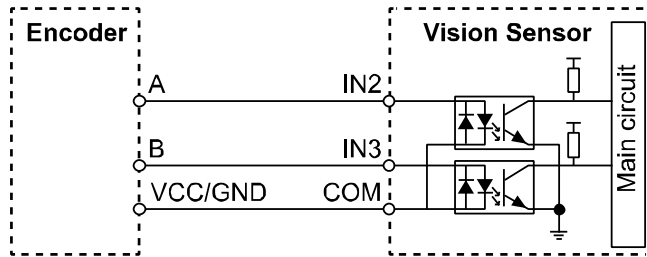 Encoder
Vision Sensor
A
IN2
B
IN3
VCC/GND
COM
Main circuit